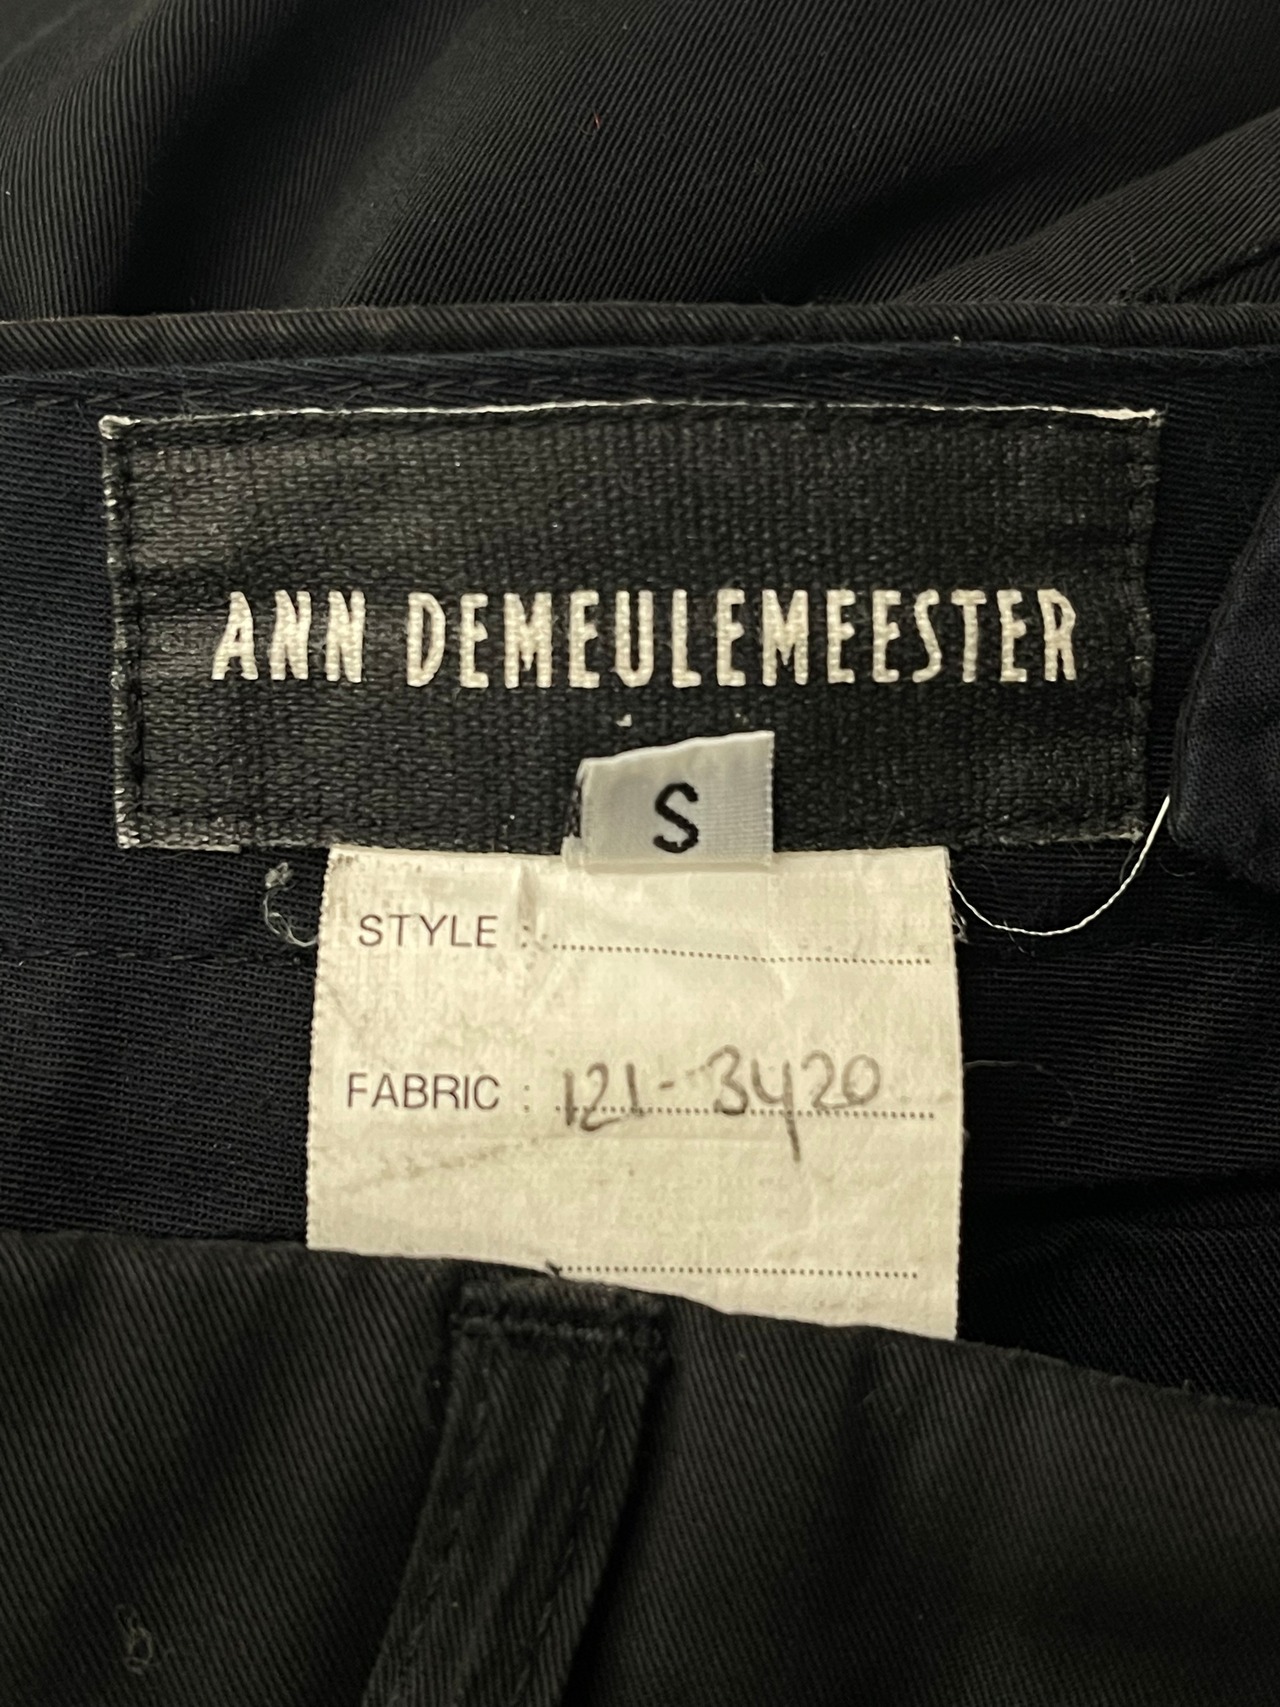 ANN DEMEULEMEESTER
S
STYLE :
FABRIC : 121-3420